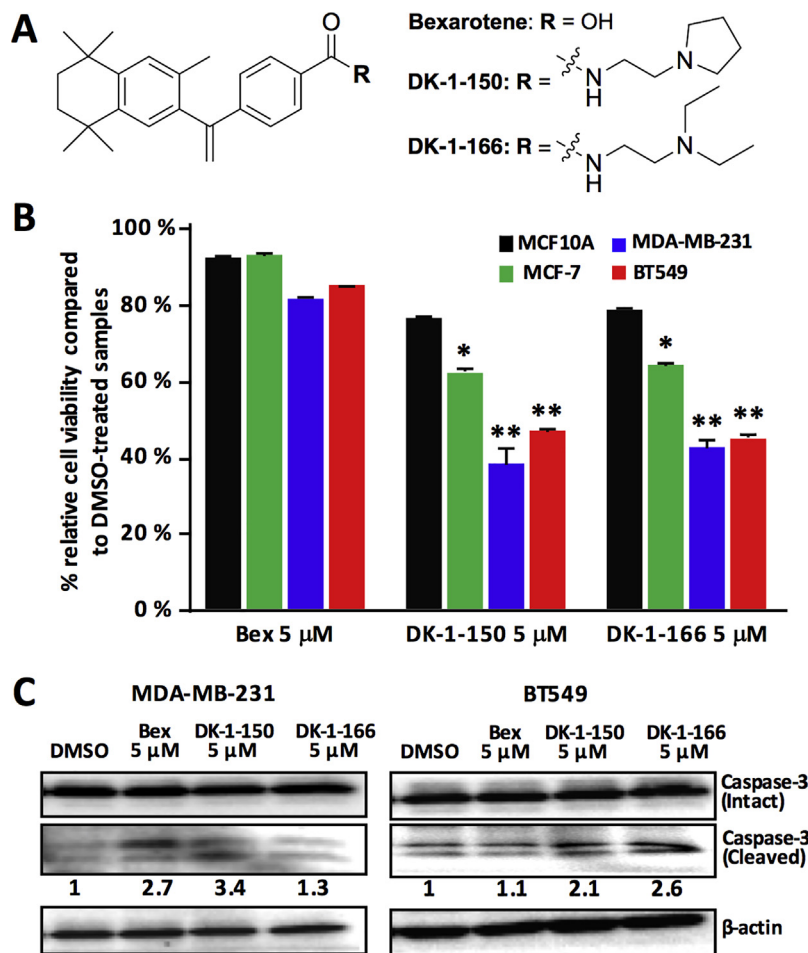 A
O
R
Bexarotene: R = OH
DK-1-150: R =
N
H
N
DK-1-166: R =
N
H
N
B
% relative cell viability compared
to DMSO-treated samples
100 %
80 %
60 %
40 %
20 %
0 %
MCF10A
MDA-MB-231
MCF-7
BT549
*
**
**
*
**
**
Bex 5 μM
DK-1-150 5 μM
DK-1-166 5 μM
C
MDA-MB-231
BT549
DMSO
Bex
5 μM
DK-1-150
5 μM
DK-1-166
5 μM
DMSO
Bex
5 μM
DK-1-150
5 μM
DK-1-166
5 μM
Caspase-3
(Intact)
Caspase-3
(Cleaved)
1 2.7 3.4 1.3
1 1.1 2.1 2.6
β-actin